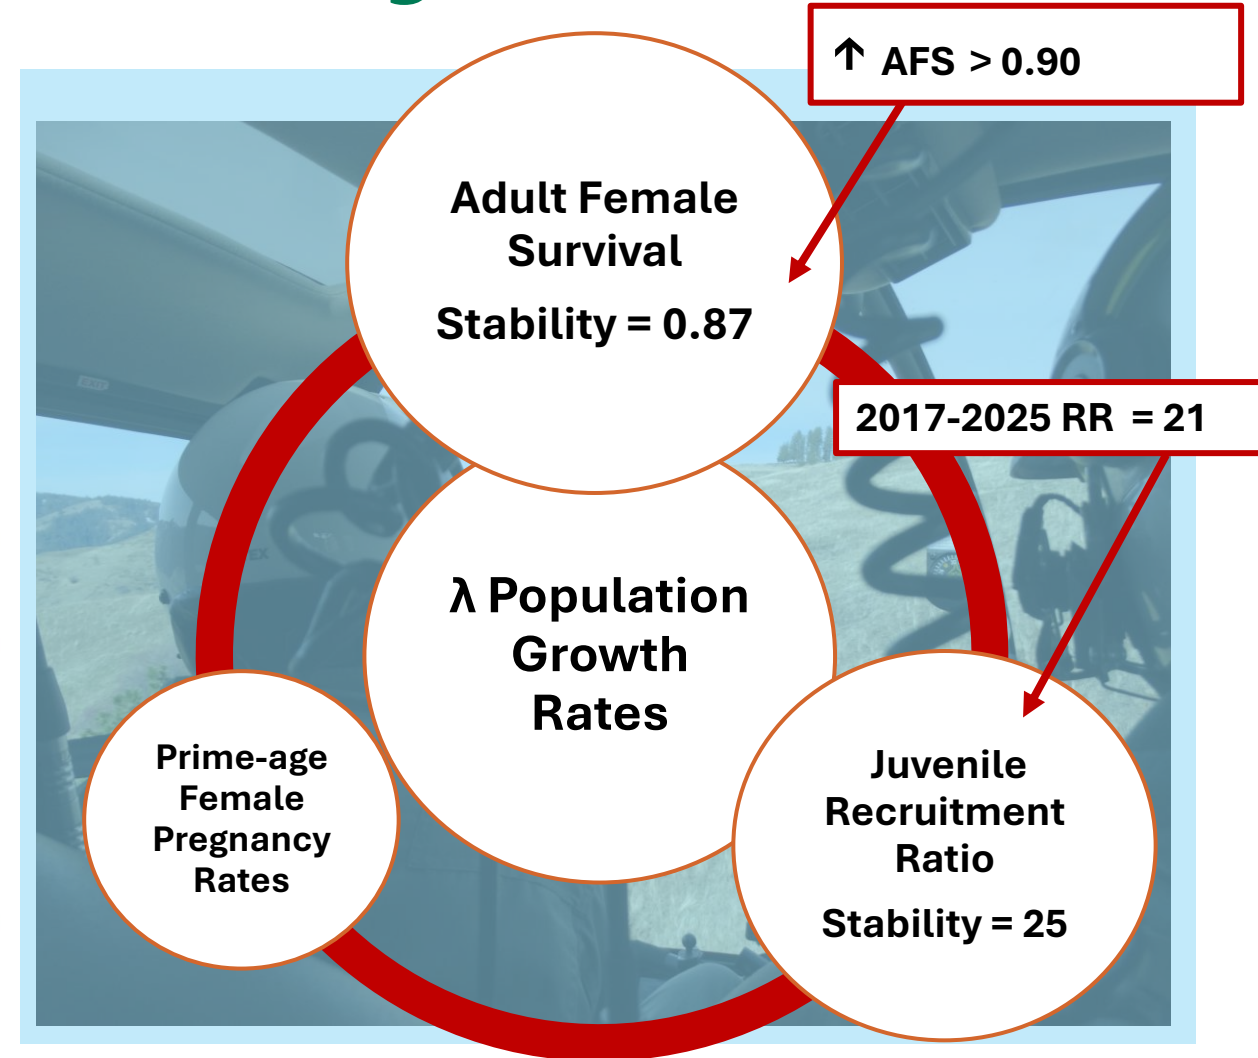 ↑ AFS > 0.90
Adult Female
Survival
Stability = 0.87
2017-2025 RR = 21
λ Population
Growth
Rates
Prime-age
Female
Pregnancy
Rates
Juvenile
Recruitment
Ratio
Stability = 25
EXIT